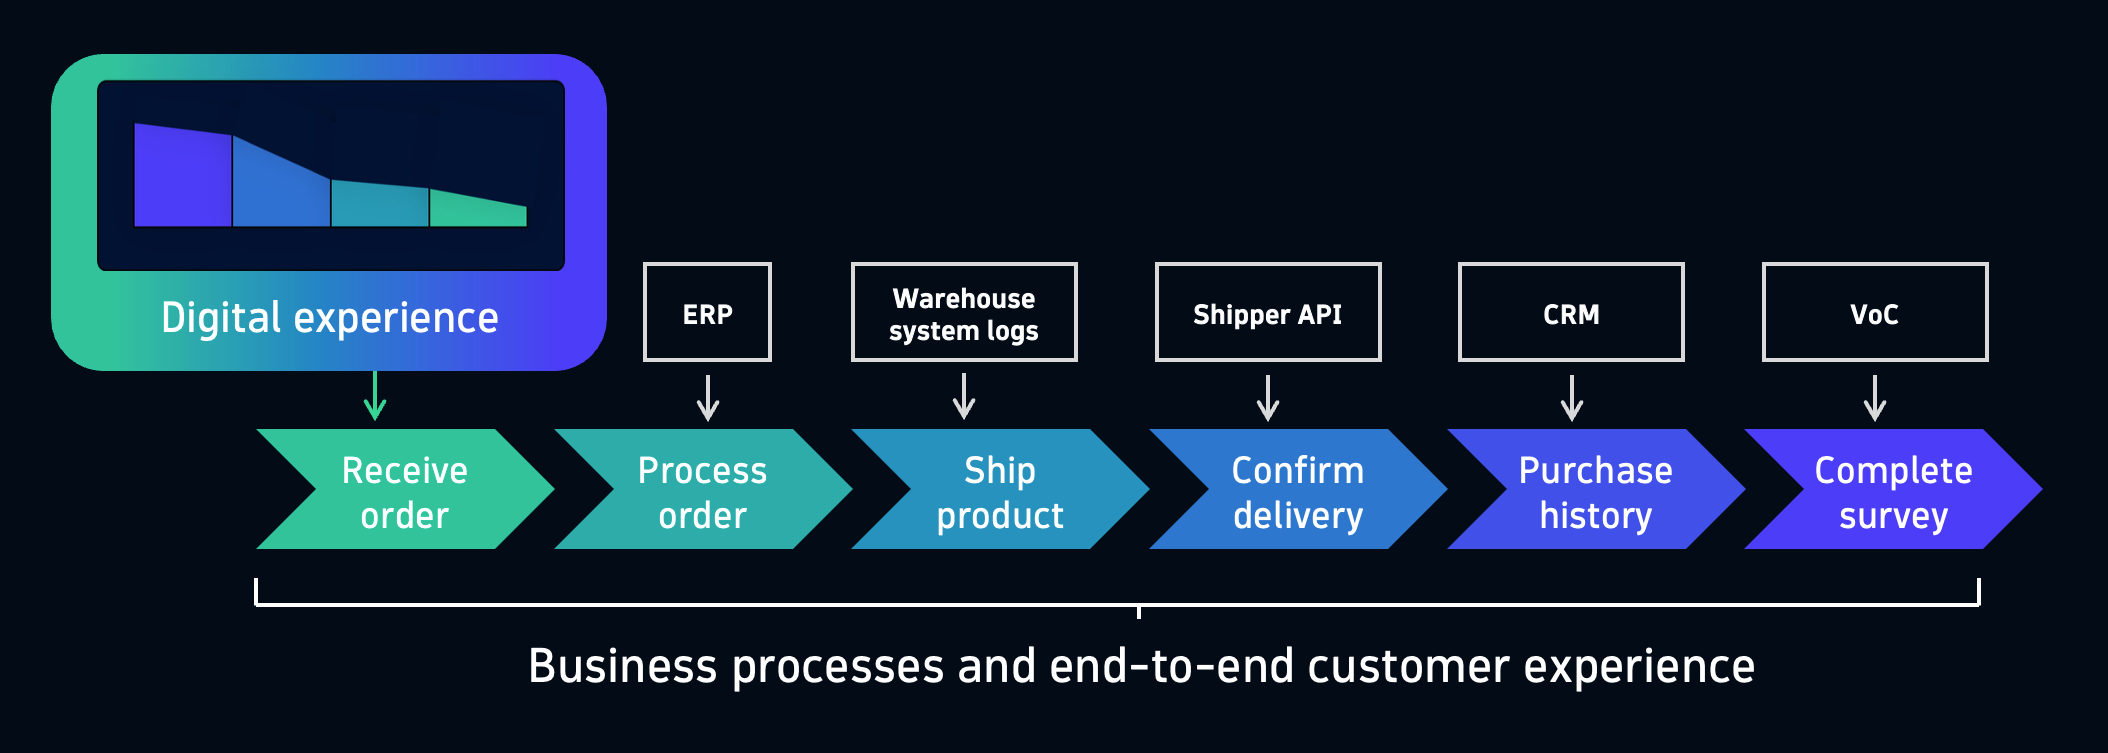 Digital experience
ERP
Warehouse
system logs
Shipper API
CRM
VoC
Receive
order
Process
order
Ship
product
Confirm
delivery
Purchase
history
Complete
survey
Business processes and end-to-end customer experience